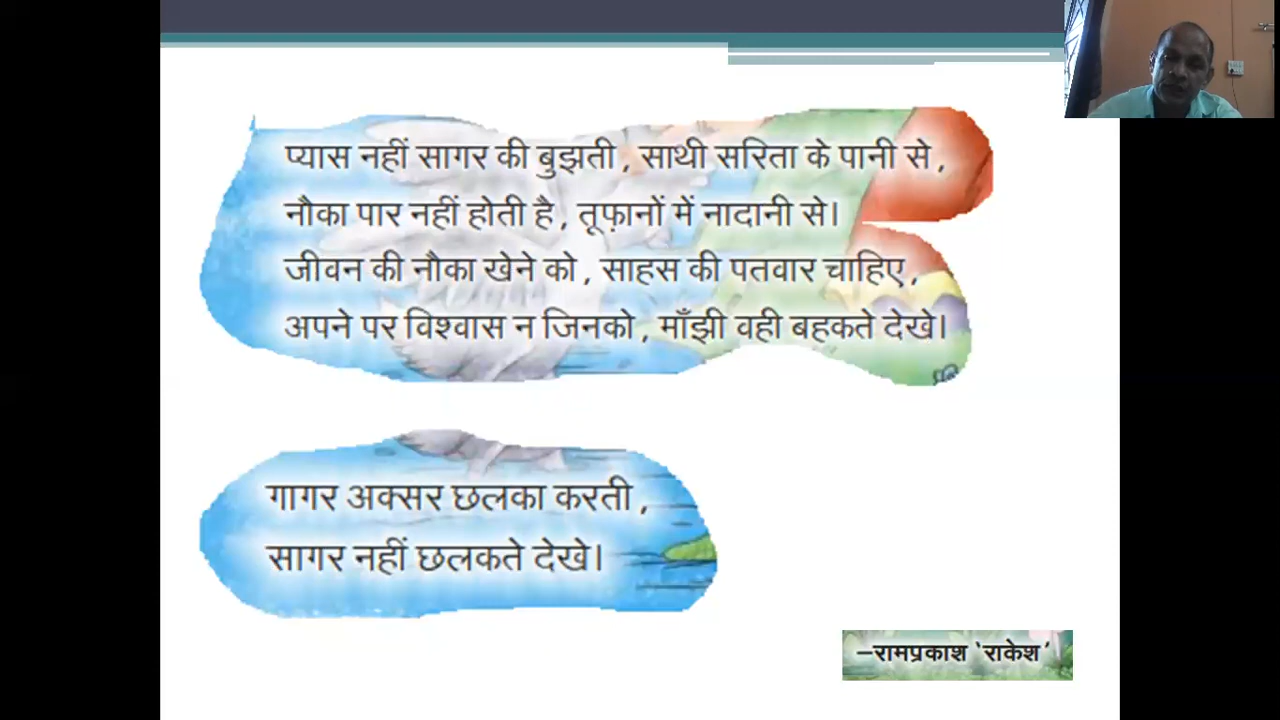 प्यास नहीं सागर की बुझती, साथी सरिता के पानी से,
नौका पार नहीं होती है, तूफ़ानों में नादानी से।
जीवन की नौका खेने को, साहस की पतवार चाहिए,
अपने पर विश्वास न जिनको, माँझी वही बहकते देखे।
गागर अक्सर छलका करती,
सागर नहीं छलकते देखे।
–रामप्रकाश ‘राकेश’